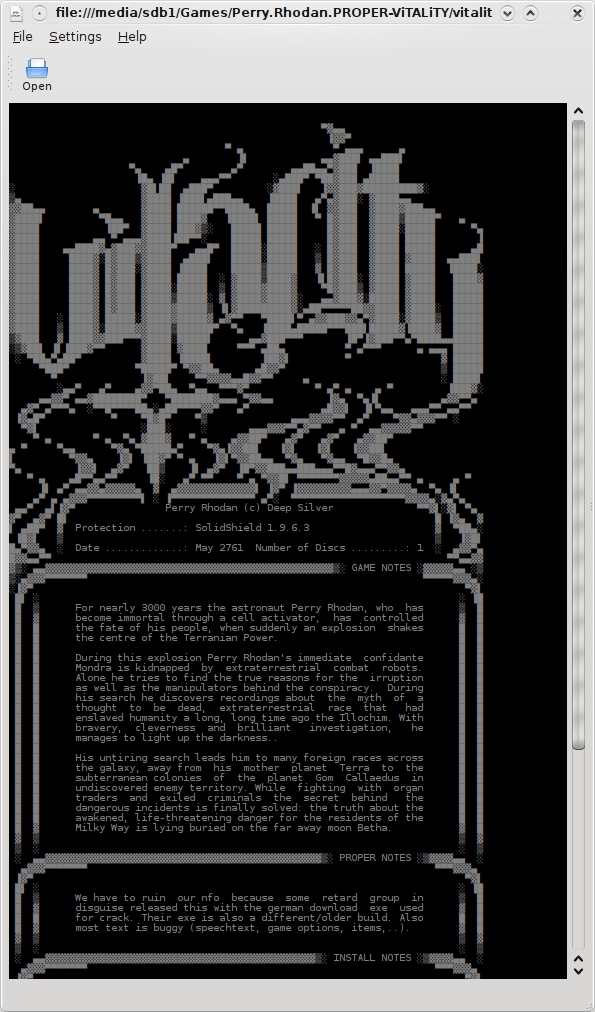 file:///media/sdb1/Games/Perry.Rhodan.PROPER-ViTALiTY/vitalit
File Settings Help
Open
Perry Rhodan (c) Deep Silver
Protection .......: SolidShield 1.9.6.3
Date ..............: May 2761 Number of Discs .........: 1
GAME NOTES
For nearly 3000 years the astronaut Perry Rhodan, who has
become immortal through a cell activator, has controlled
the fate of his people, when suddenly an explosion shakes
the centre of the Terranian Power.
During this explosion Perry Rhodan's immediate confidante
Mondra is kidnapped by extraterrestrial combat robots.
Alone he tries to find the true reasons for the irruption
as well as the manipulators behind the conspiracy. During
his search he discovers recordings about the myth of a
thought to be dead, extraterrestrial race that had
enslaved humanity a long, long time ago the Illochim. With
bravery, cleverness and brilliant investigation, he
manages to light up the darkness..
His untiring search leads him to many foreign races across
the galaxy, away from his mother planet Terra to the
subterranean colonies of the planet Gom Callaedus in
undiscovered enemy territory. While fighting with organ
traders and exiled criminals the secret behind the
dangerous incidents is finally solved: the truth about the
awakened, life-threatening danger for the residents of the
Milky Way is lying buried on the far away moon Betha.
PROPER NOTES
We have to ruin our nfo because some retard group in
disguise released this with the german download exe used
for crack. Their exe is also a different/older build. Also
most text is buggy (speechtext, game options, items,..).
INSTALL NOTES